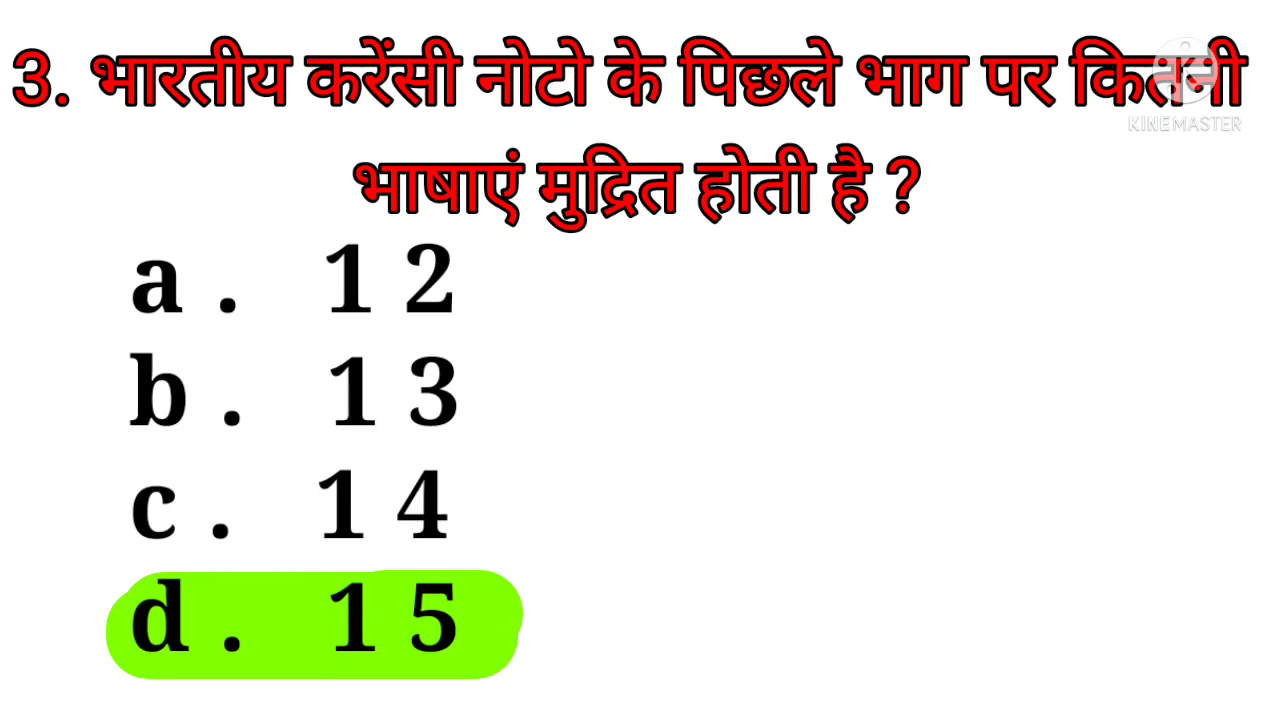 3. भारतीय करेंसी नोटो के पिछले भाग पर कितनी
KINEMASTER
भाषाएं मुद्रित होती है ?
a. 12
b. 13
c. 14
d. 15